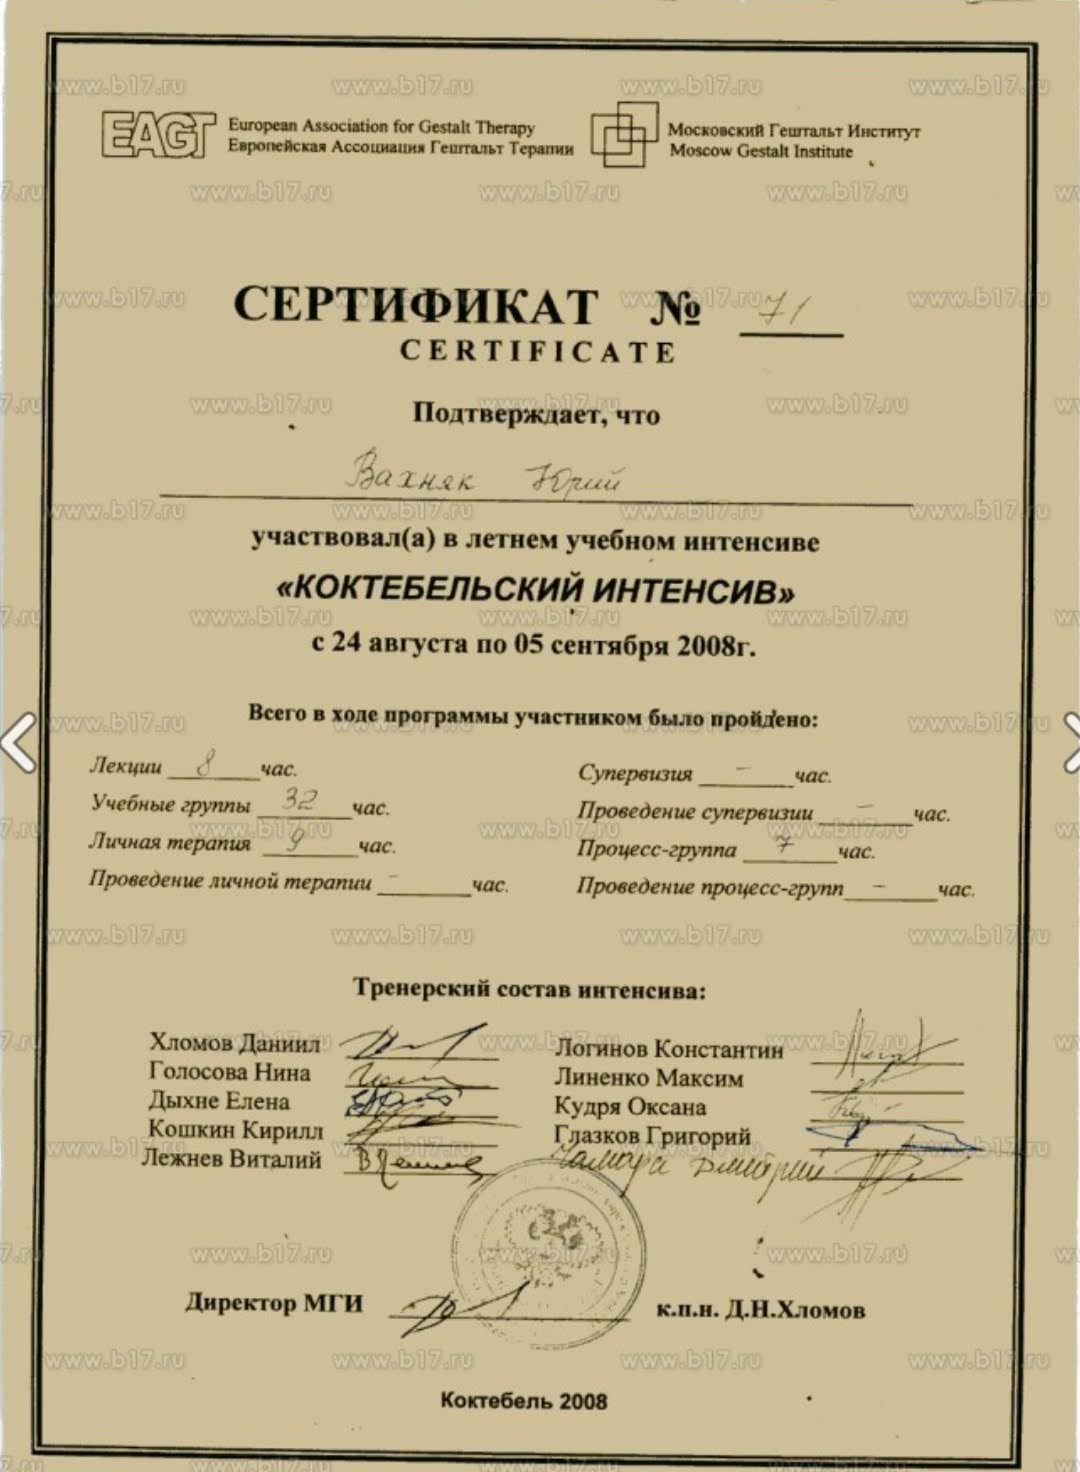 EAGT European Association for Gestalt Therapy
Европейская Ассоциация Гештальт Терапии
Московский Гештальт Институт
Moscow Gestalt Institute
СЕРТИФИКАТ № 71
CERTIFICATE
Подтверждает, что
Вахняк Юрий
участвовал(а) в летнем учебном интенсиве
«КОКТЕБЕЛЬСКИЙ ИНТЕНСИВ»
с 24 августа по 05 сентября 2008г.
Всего в ходе программы участником было пройдено:
Лекции 8 час.
Учебные группы 32 час.
Личная терапия 9 час.
Проведение личной терапии - час.
Супервизия - час.
Проведение супервизии - час.
Процесс-группа 7 час.
Проведение процесс-групп - час.
Тренерский состав интенсива:
Хломов Даниил
Голосова Нина
Дыхне Елена
Кошкин Кирилл
Лежнев Виталий
Логинов Константин
Линенко Максим
Кудря Оксана
Глазков Григорий
Дмитрий
Директор МГИ к.п.н. Д.Н.Хломов
Коктебель 2008
www.b17.ru